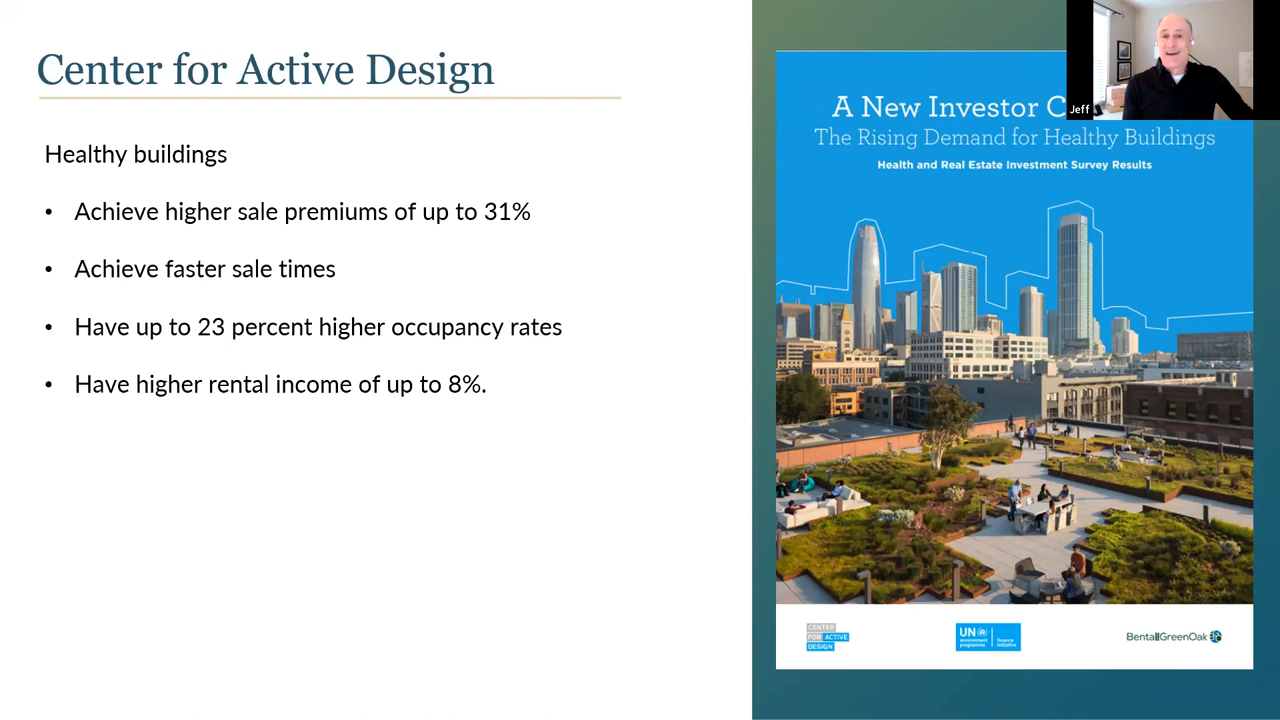 Center for Active Design
Healthy buildings
• Achieve higher sale premiums of up to 31%
• Achieve faster sale times
• Have up to 23 percent higher occupancy rates
• Have higher rental income of up to 8%.
Jeff
A New Investor
The Rising Demand for Healthy Buildings
Health and Real Estate Investment Survey Results
CENTER
FOR ACTIVE
DESIGN
UN
environment
programme
finance
initiative
BentallGreenOak